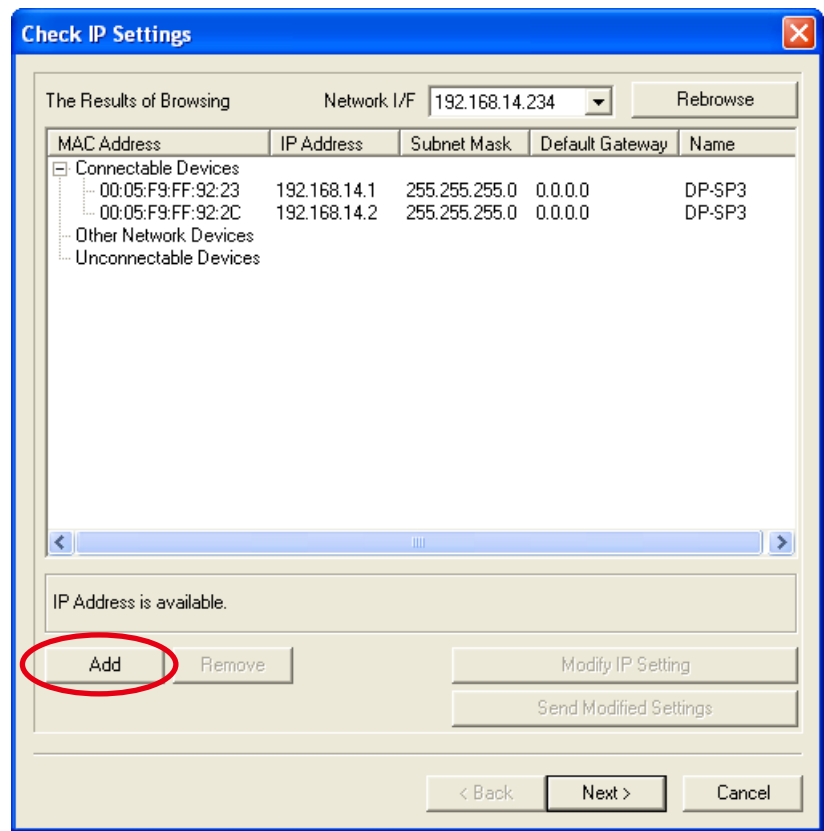 Check IP Settings
The Results of Browsing Network I/F 192.168.14.234 Rebrowse
MAC Address IP Address Subnet Mask Default Gateway Name
Connectable Devices
00:05:F9:FF:92:23 192.168.14.1 255.255.255.0 0.0.0.0 DP-SP3
00:05:F9:FF:92:2C 192.168.14.2 255.255.255.0 0.0.0.0 DP-SP3
Other Network Devices
Unconnectable Devices
IP Address is available.
Add Remove Modify IP Setting
Send Modified Settings
< Back Next > Cancel